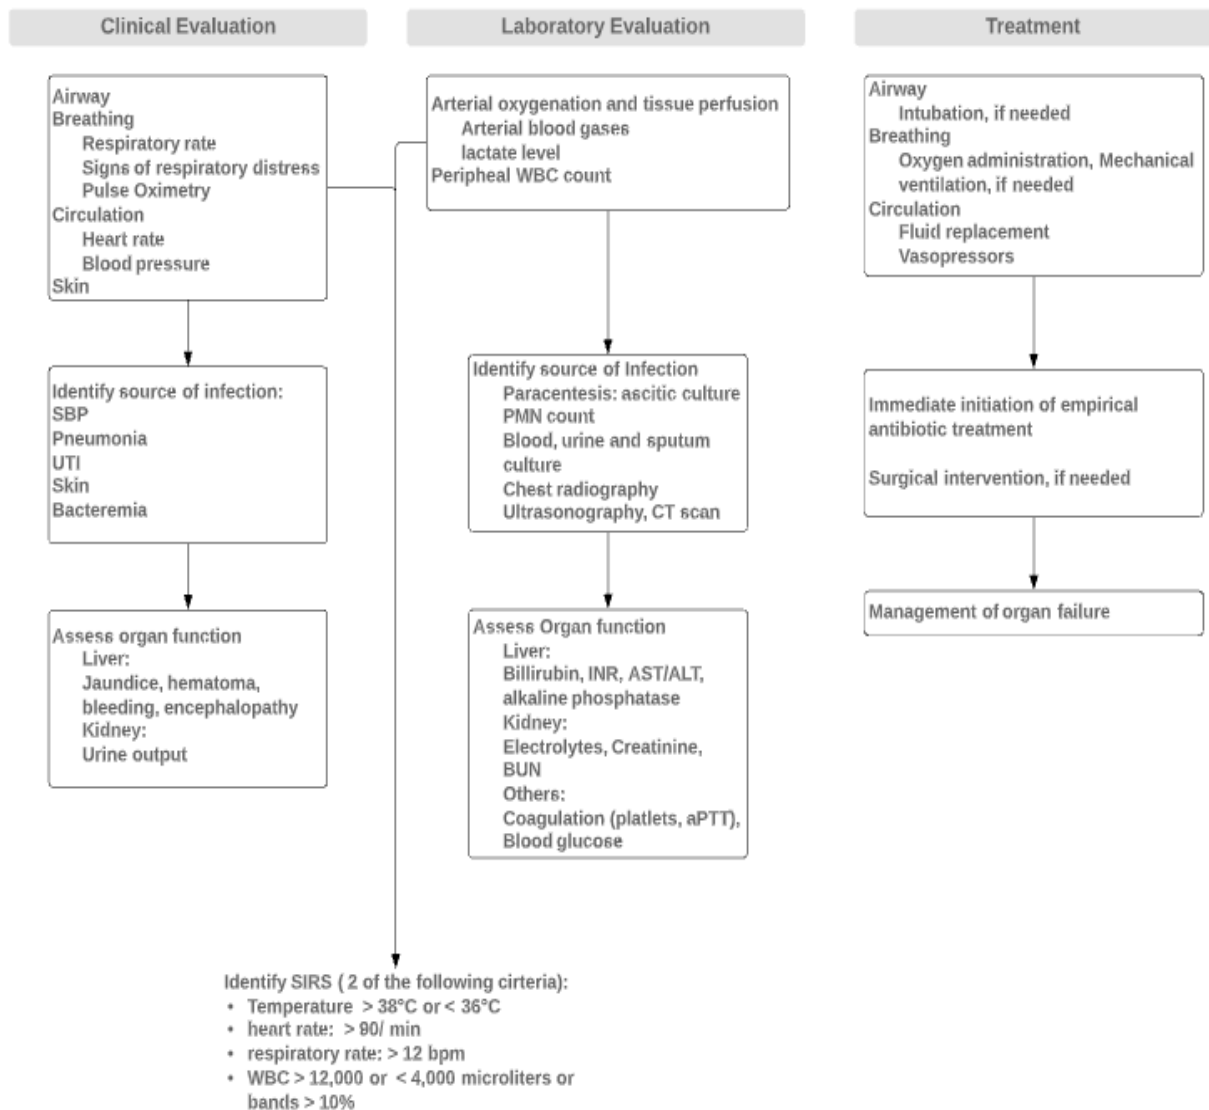 Clinical Evaluation
Airway
Breathing
Respiratory rate
Signs of respiratory distress
Pulse Oximetry
Circulation
Heart rate
Blood pressure
Skin
Identify source of infection:
SBP
Pneumonia
UTI
Skin
Bacteremia
Assess organ function
Liver:
Jaundice, hematoma,
bleeding, encephalopathy
Kidney:
Urine output
Laboratory Evaluation
Arterial oxygenation and tissue perfusion
Arterial blood gases
lactate level
Peripheal WBC count
Identify source of Infection
Paracentesis: ascitic culture
PMN count
Blood, urine and sputum
culture
Chest radiography
Ultrasonography, CT scan
Assess Organ function
Liver:
Billirubin, INR, AST/ALT,
alkaline phosphatase
Kidney:
Electrolytes, Creatinine,
BUN
Others:
Coagulation (platlets, aPTT),
Blood glucose
Treatment
Airway
Intubation, if needed
Breathing
Oxygen administration, Mechanical
ventilation, if needed
Circulation
Fluid replacement
Vasopressors
Immediate initiation of empirical
antibiotic treatment
Surgical intervention, if needed
Management of organ failure
Identify SIRS ( 2 of the following cirteria):
• Temperature > 38°C or < 36°C
• heart rate: > 90/ min
• respiratory rate: > 12 bpm
• WBC > 12,000 or < 4,000 microliters or
bands > 10%